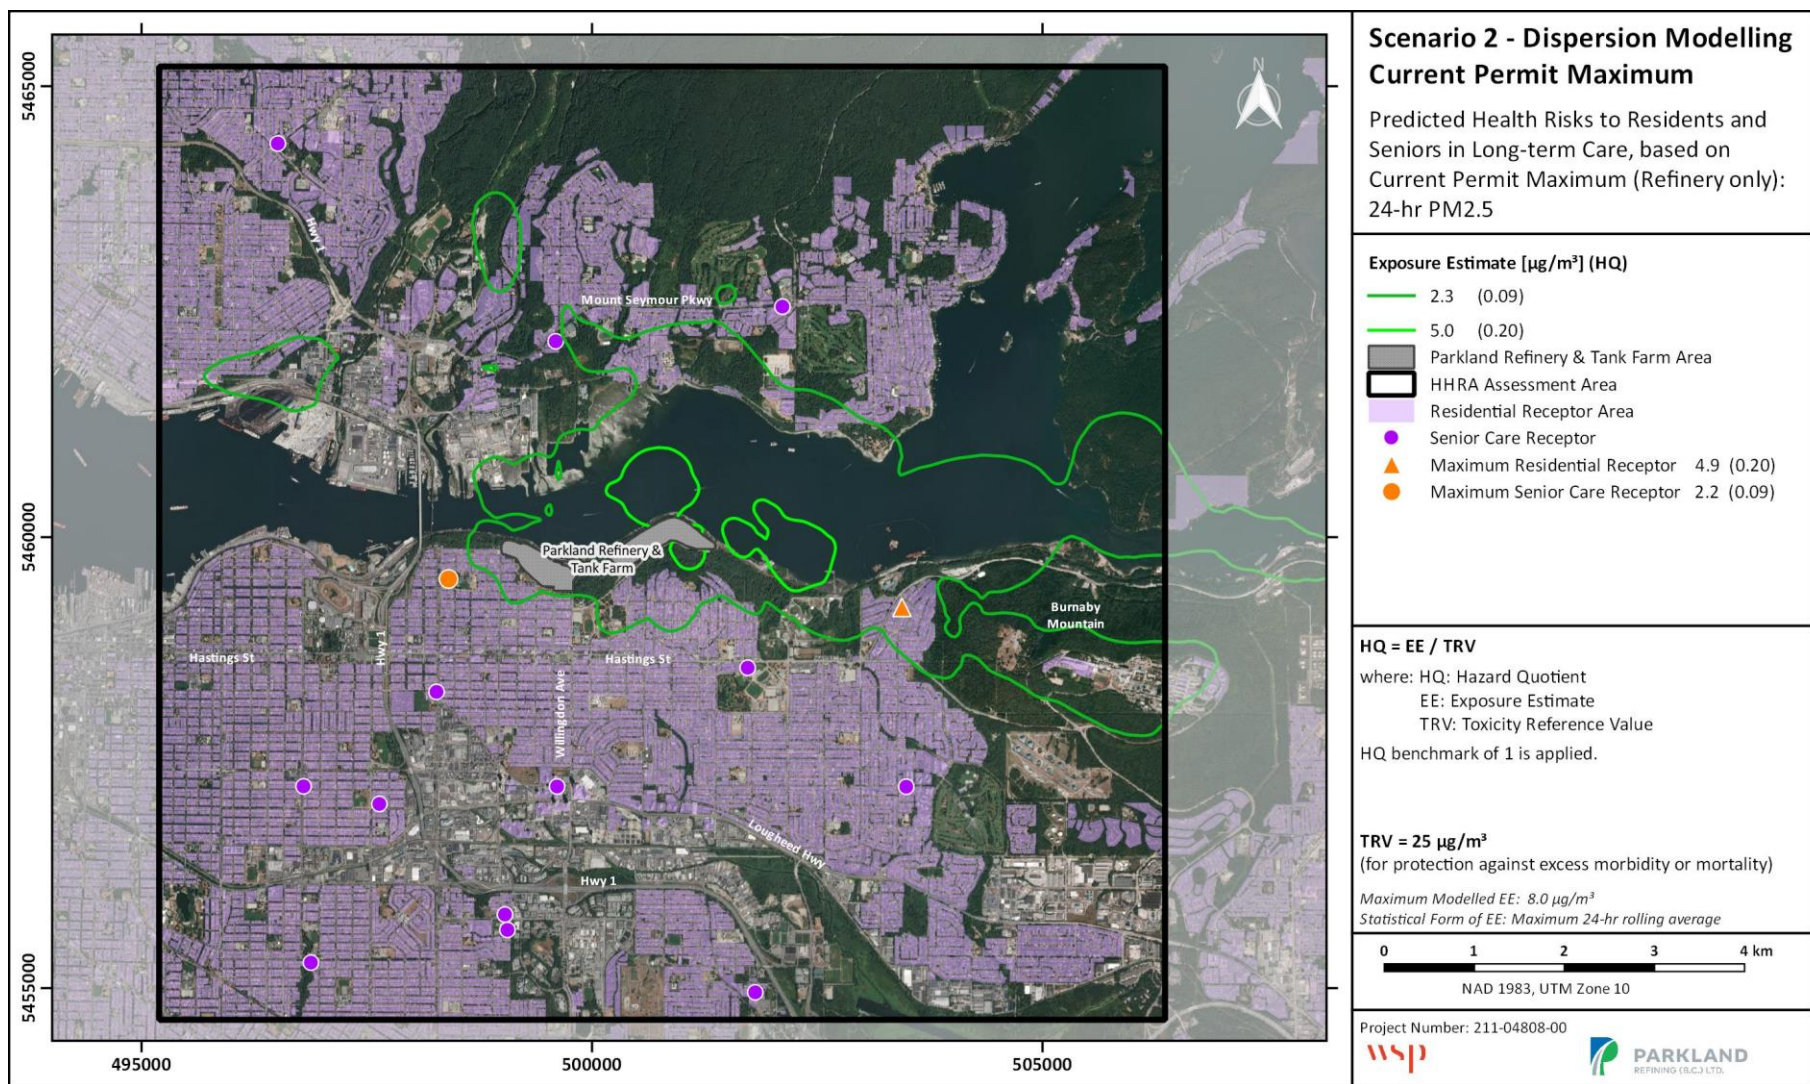 Scenario 2 - Dispersion Modelling
Current Permit Maximum
Predicted Health Risks to Residents and
Seniors in Long-term Care, based on
Current Permit Maximum (Refinery only):
24-hr PM2.5
Exposure Estimate [µg/m³] (HQ)
2.3 (0.09)
5.0 (0.20)
Parkland Refinery & Tank Farm Area
HHRA Assessment Area
Residential Receptor Area
Senior Care Receptor
Maximum Residential Receptor 4.9 (0.20)
Maximum Senior Care Receptor 2.2 (0.09)
HQ = EE / TRV
where: HQ: Hazard Quotient
EE: Exposure Estimate
TRV: Toxicity Reference Value
HQ benchmark of 1 is applied.
TRV = 25 µg/m³
(for protection against excess morbidity or mortality)
Maximum Modelled EE: 8.0 µg/m³
Statistical Form of EE: Maximum 24-hr rolling average
0 1 2 3 4 km
NAD 1983, UTM Zone 10
Project Number: 211-04808-00
wsp
PARKLAND
REFINING (B.C.) LTD.
N
5465000
5460000
5455000
495000
500000
505000
Hwy 1
Mount Seymour Pkwy
Parkland Refinery &
Tank Farm
Burnaby
Mountain
Hastings St
Hwy 1
Hastings St
Willingdon Ave
Lougheed Hwy
Hwy 1